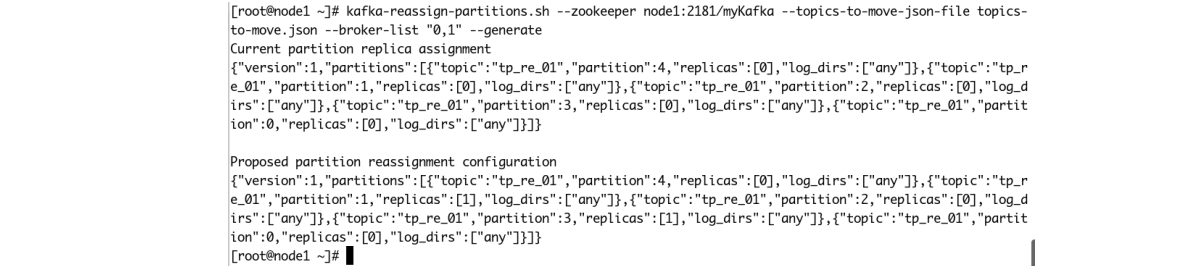 [root@node1 ~]# kafka-reassign-partitions.sh --zookeeper node1:2181/myKafka --topics-to-move-json-file topics-
to-move.json --broker-list "0,1" --generate
Current partition replica assignment
{"version":1,"partitions":[{"topic":"tp_re_01","partition":4,"replicas":[0],"log_dirs":["any"]},{"topic":"tp_r
e_01","partition":1,"replicas":[0],"log_dirs":["any"]},{"topic":"tp_re_01","partition":2,"replicas":[0],"log_d
irs":["any"]},{"topic":"tp_re_01","partition":3,"replicas":[0],"log_dirs":["any"]},{"topic":"tp_re_01","partit
ion":0,"replicas":[0],"log_dirs":["any"]}]}

Proposed partition reassignment configuration
{"version":1,"partitions":[{"topic":"tp_re_01","partition":4,"replicas":[0],"log_dirs":["any"]},{"topic":"tp_r
e_01","partition":1,"replicas":[1],"log_dirs":["any"]},{"topic":"tp_re_01","partition":2,"replicas":[0],"log_d
irs":["any"]},{"topic":"tp_re_01","partition":3,"replicas":[1],"log_dirs":["any"]},{"topic":"tp_re_01","partit
ion":0,"replicas":[0],"log_dirs":["any"]}]}
[root@node1 ~]#